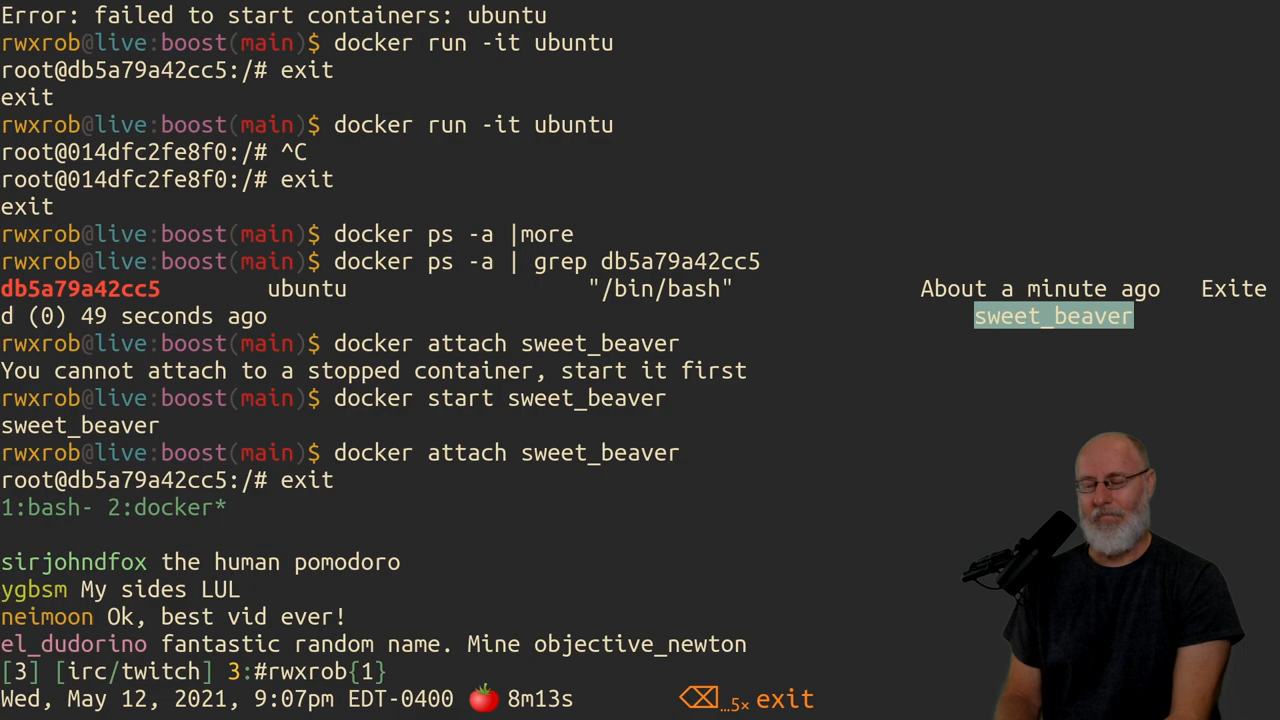 Error: failed to start containers: ubuntu
rwxrob@live:boost(main)$ docker run -it ubuntu
root@db5a79a42cc5:/# exit
exit
rwxrob@live:boost(main)$ docker run -it ubuntu
root@014dfc2fe8f0:/# ^C
root@014dfc2fe8f0:/# exit
exit
rwxrob@live:boost(main)$ docker ps -a |more
rwxrob@live:boost(main)$ docker ps -a | grep db5a79a42cc5
db5a79a42cc5 ubuntu "/bin/bash" About a minute ago Exite
d (0) 49 seconds ago sweet_beaver
rwxrob@live:boost(main)$ docker attach sweet_beaver
You cannot attach to a stopped container, start it first
rwxrob@live:boost(main)$ docker start sweet_beaver
sweet_beaver
rwxrob@live:boost(main)$ docker attach sweet_beaver
root@db5a79a42cc5:/# exit
1:bash- 2:docker*
sirjohndfox the human pomodoro
ygbsm My sides LUL
neimoon Ok, best vid ever!
el_dudorino fantastic random name. Mine objective_newton
[3] [irc/twitch] 3:#rwxrob{1}
Wed, May 12, 2021, 9:07pm EDT-0400 🍅 8m13s ⌫…5× exit